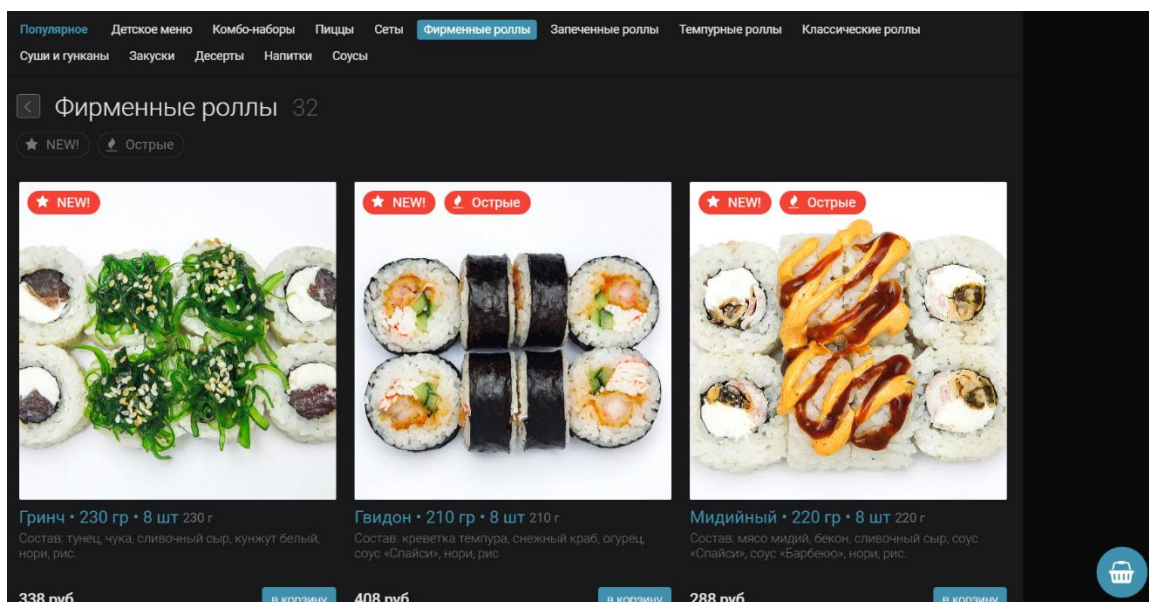 Популярное Детское меню Комбо-наборы Пиццы Сеты Фирменные роллы Запеченные роллы Темпурные роллы Классические роллы
Суши и гунканы Закуски Десерты Напитки Соусы
Фирменные роллы 32
NEW! Острые
NEW! NEW! Острые NEW! Острые
Гринч • 230 гр • 8 шт 230 г
Состав: тунец, чука, сливочный сыр, кунжут белый,
нори, рис.
338 руб в корзину
Гвидон • 210 гр • 8 шт 210 г
Состав: креветка темпура, снежный краб, огурец,
соус «Спайси», нори, рис
408 руб в корзину
Мидийный • 220 гр • 8 шт 220 г
Состав: мясо мидий, бекон, сливочный сыр, соус
«Спайси», соус «Барбекю», нори, рис.
288 руб в корзину